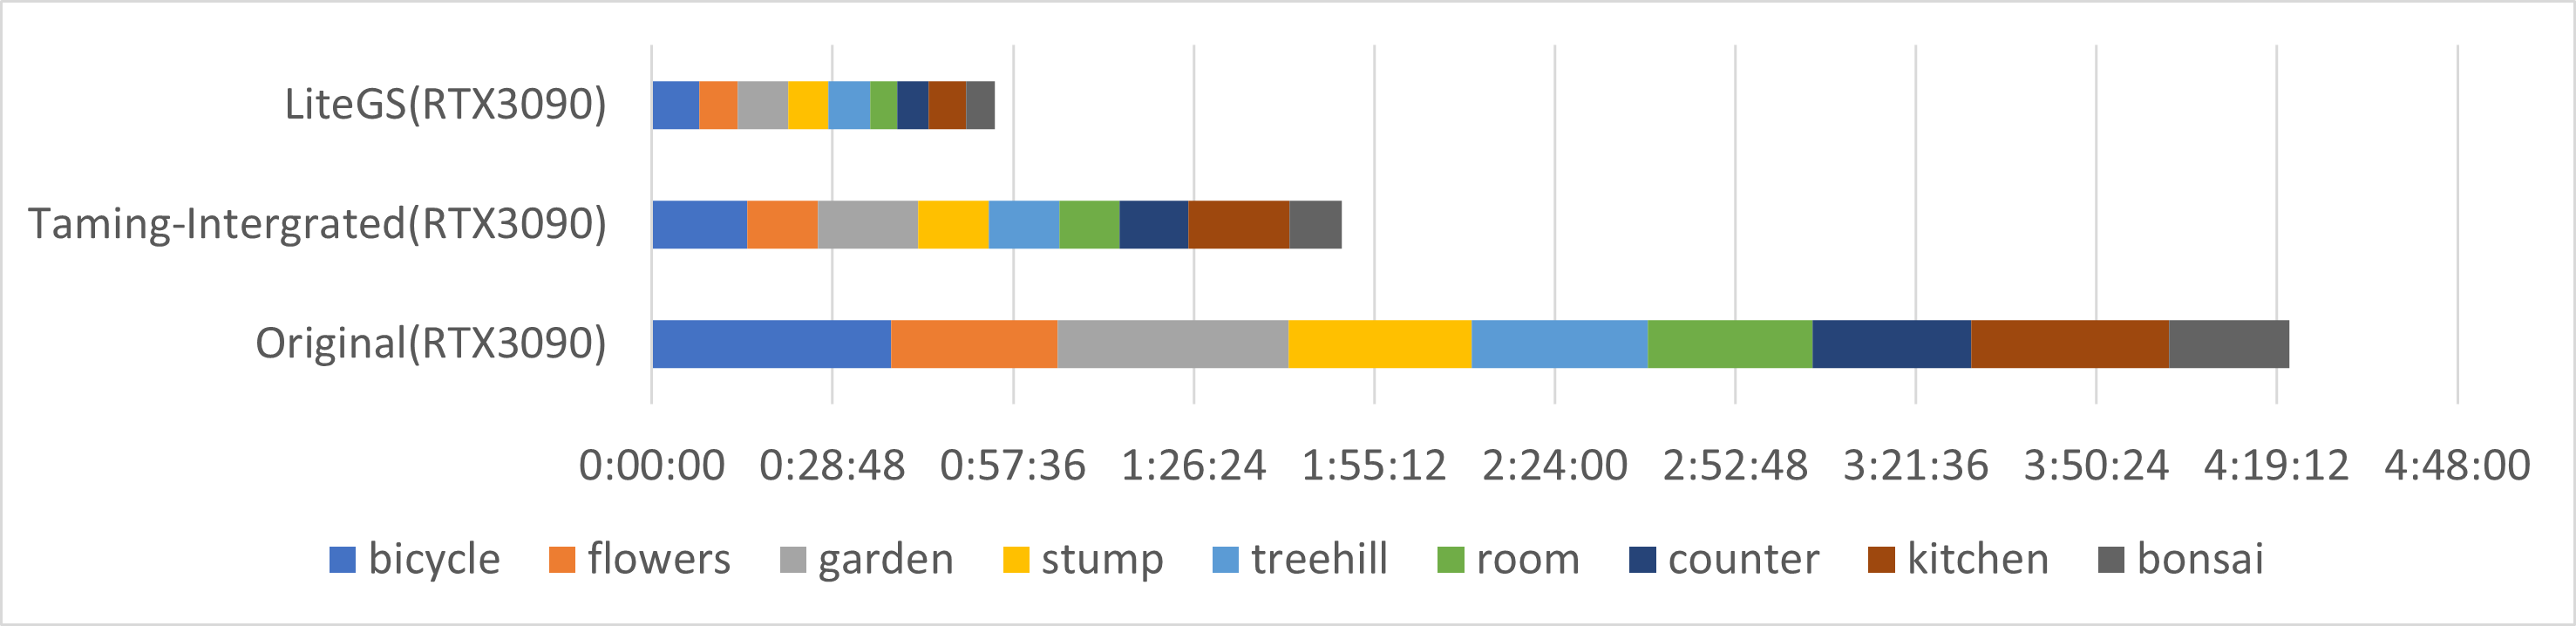 LiteGS(RTX3090)
Taming-Intergrated(RTX3090)
Original(RTX3090)
0:00:00 0:28:48 0:57:36 1:26:24 1:55:12 2:24:00 2:52:48 3:21:36 3:50:24 4:19:12 4:48:00
bicycle flowers garden stump treehill room counter kitchen bonsai